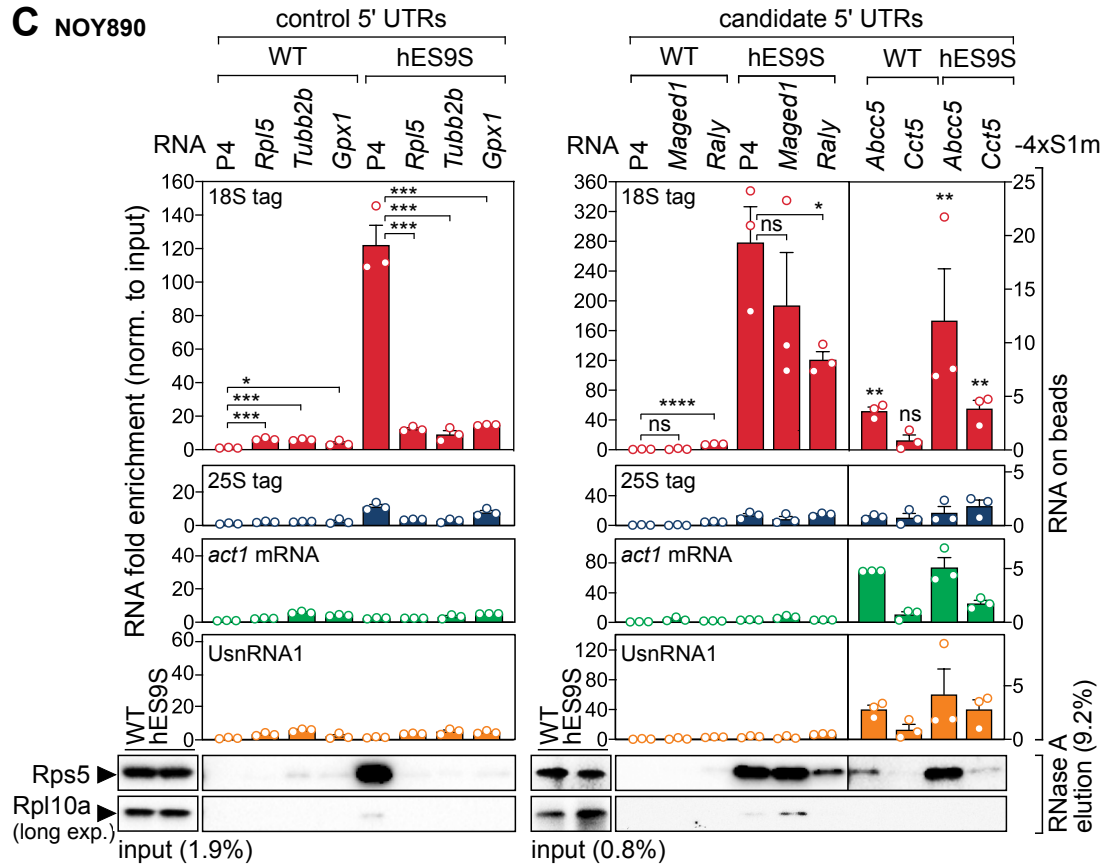 C NOY890
control 5' UTRs
candidate 5' UTRs
WT
hES9S
WT
hES9S
WT
hES9S
RNA
P4
Rpl5
Tubb2b
Gpx1
P4
Rpl5
Tubb2b
Gpx1
RNA
P4
Maged1
Raly
P4
Maged1
Raly
Abcc5
Cct5
Abcc5
Cct5
-4xS1m
RNA fold enrichment (norm. to input)
160
140
120
100
80
60
40
20
0
18S tag
***
***
***
*
***
***
***
360
320
280
240
200
160
120
80
40
0
18S tag
ns
****
ns
*
**
ns
**
**
25
20
15
10
5
0
RNA on beads
20
0
25S tag
40
0
25S tag
5
0
40
20
0
act1 mRNA
80
40
0
5
0
60
40
20
0
UsnRNA1
120
80
40
0
UsnRNA1
5
0
WT
hES9S
WT
hES9S
Rps5
Rpl10a
(long exp.)
input (1.9%)
input (0.8%)
RNase A
elution (9.2%)